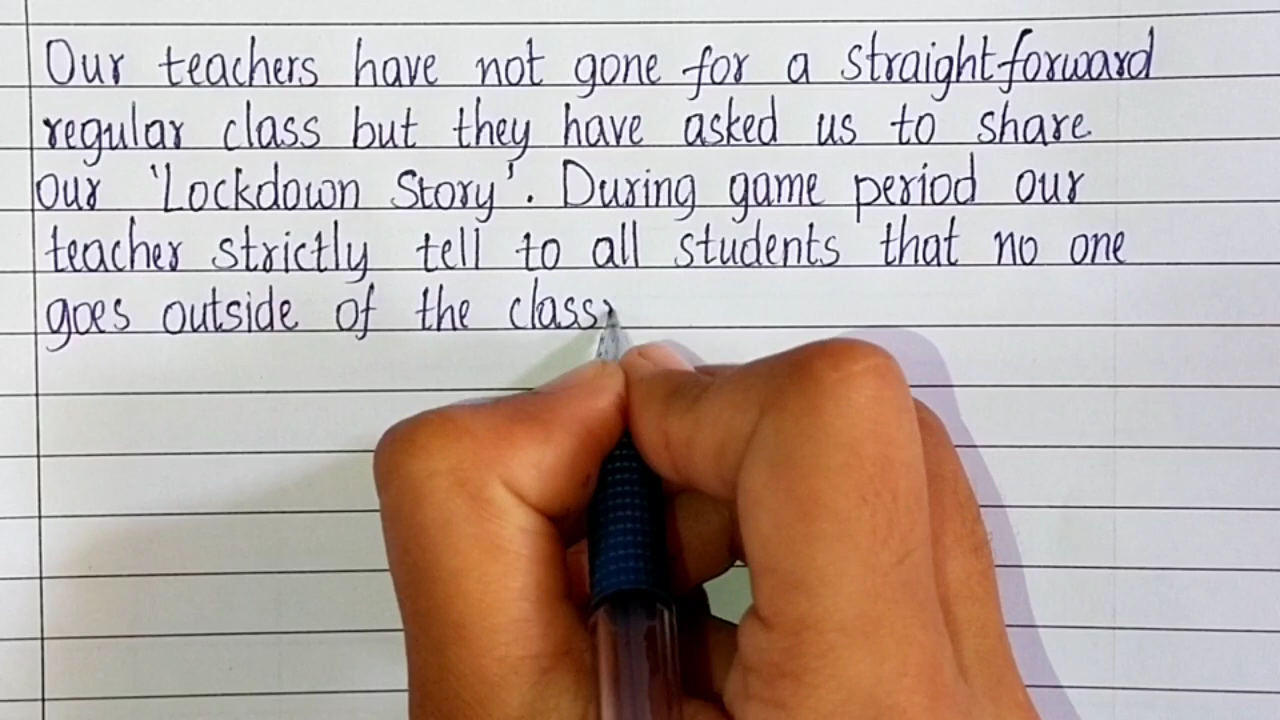 Our teachers have not gone for a straightforward
regular class but they have asked us to share
our 'Lockdown Story'. During game period our
teacher strictly tell to all students that no one
goes outside of the class